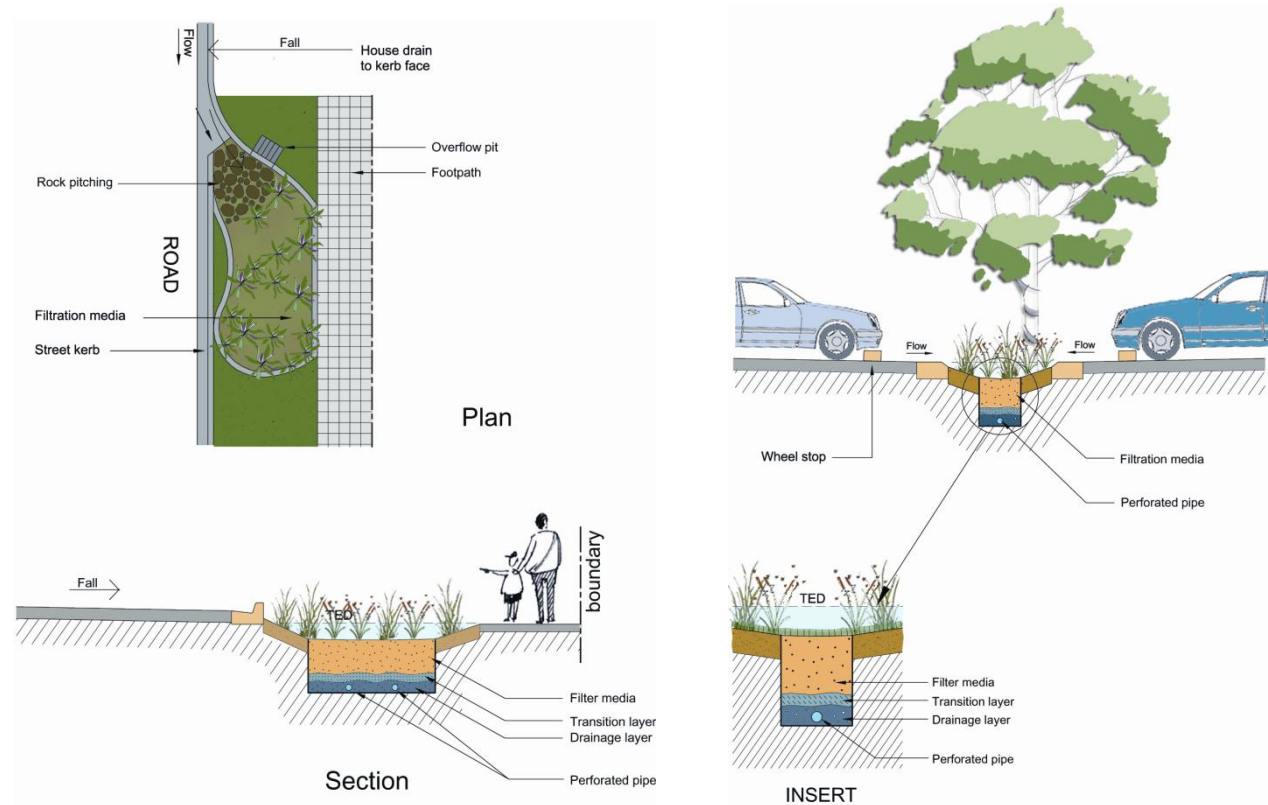 Flow
Fall
House drain
to kerb face
Overflow pit
Footpath
Rock pitching
ROAD
Filtration media
Street kerb
Plan
Fall
TED
boundary
Filter media
Transition layer
Drainage layer
Perforated pipe
Section
Flow
Flow
Wheel stop
Filtration media
Perforated pipe
TED
Filter media
Transition layer
Drainage layer
Perforated pipe
INSERT